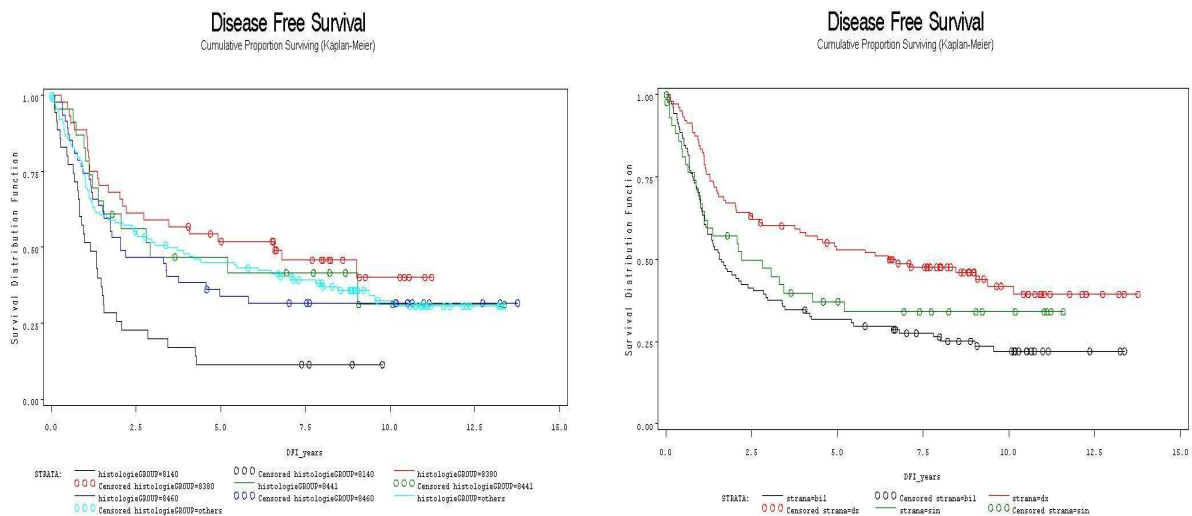 Disease Free Survival
Cumulative Proportion Surviving (Kaplan-Meier)
Survival Distribution Function
1.00
0.75
0.50
0.25
0.00
0.0 2.5 5.0 7.5 10.0 12.5 15.0
DFI_years
STRATA: histologieGROUP=8140 Censored histologieGROUP=8140 histologieGROUP=8380
Censored histologieGROUP=8380 histologieGROUP=8441 Censored histologieGROUP=8441
histologieGROUP=8460 Censored histologieGROUP=8460 histologieGROUP=others
Censored histologieGROUP=others
Disease Free Survival
Cumulative Proportion Surviving (Kaplan-Meier)
Survival Distribution Function
1.00
0.75
0.50
0.25
0.00
0.0 2.5 5.0 7.5 10.0 12.5 15.0
DFI_years
STRATA: strana=bil Censored strana=bil strana=dx
Censored strana=dx strana=sin Censored strana=sin